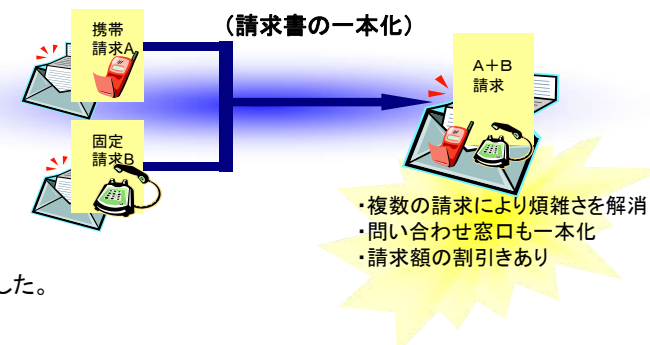 (請求書の一本化)
携帯
請求A
固定
請求B
A+B
請求
・複数の請求により煩雑さを解消
・問い合わせ窓口も一本化
・請求額の割引きあり
した。